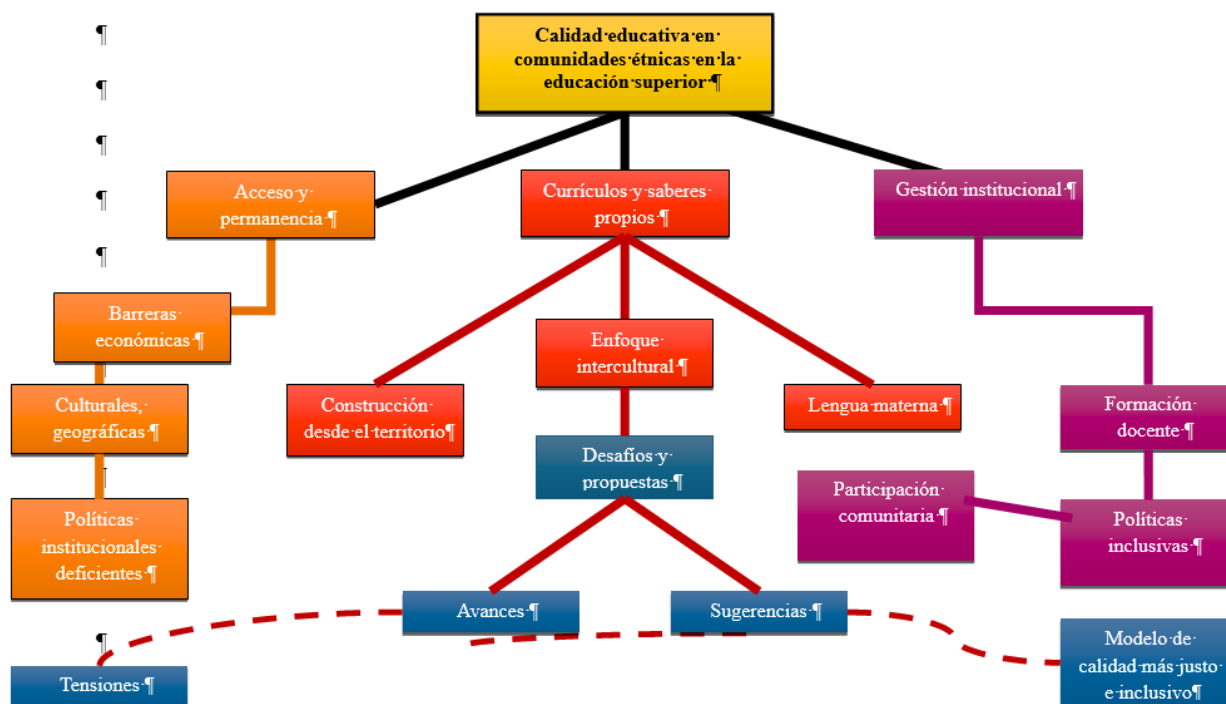 Calidad educativa en
comunidades étnicas en la
educación superior
Acceso y
permanencia
Currículos y saberes
propios
Gestión institucional
Barreras
económicas
Enfoque
intercultural
Culturales,
geográficas
Construcción
desde el territorio
Lengua materna
Formación
docente
Desafíos y
propuestas
Participación
comunitaria
Políticas
institucionales
deficientes
Políticas
inclusivas
Avances
Sugerencias
Tensiones
Modelo de
calidad más justo
e inclusivo